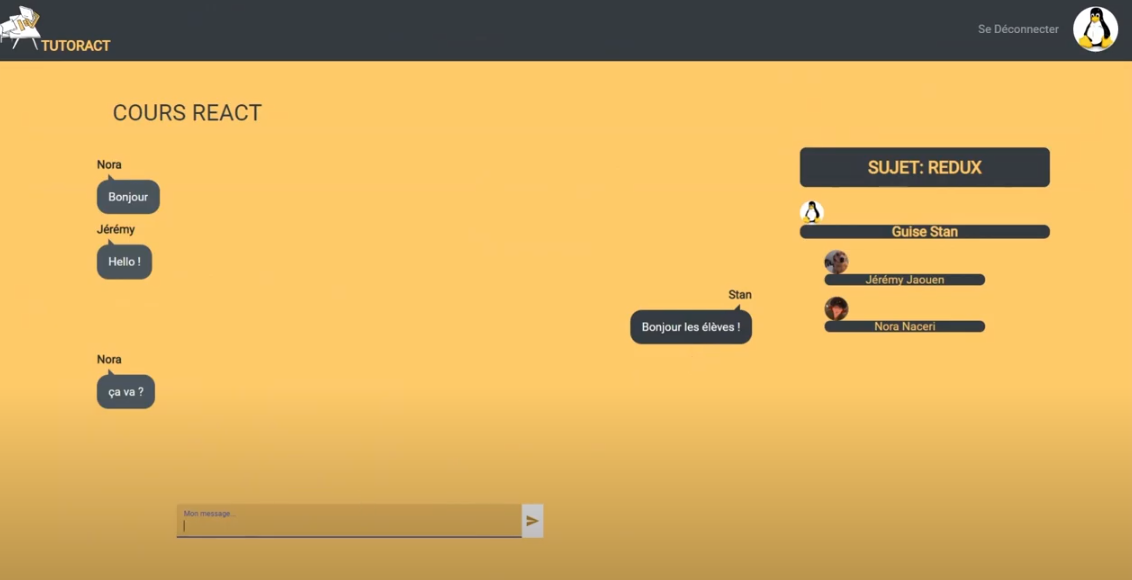 TUTORACT
Se Déconnecter
COURS REACT
Nora
Bonjour
Jérémy
Hello !
Stan
Bonjour les élèves !
Nora
ça va ?
Mon message...
SUJET: REDUX
Guise Stan
Jérémy Jaouen
Nora Naceri